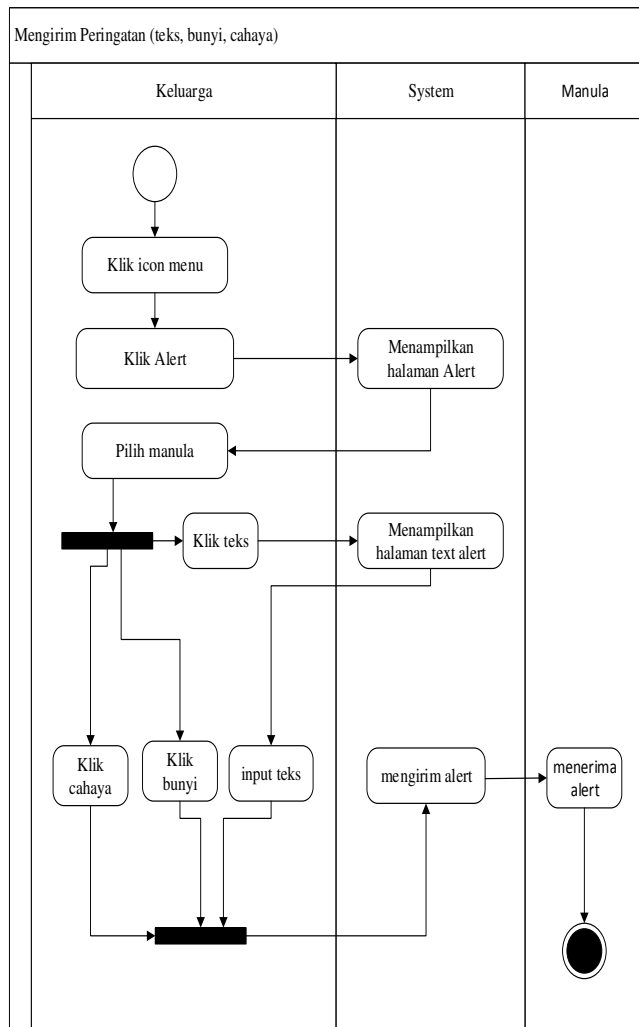 Mengirim Peringatan (teks, bunyi, cahaya)
Keluarga
System
Manula
Klik icon menu
Klik Alert
Menampilkan
halaman Alert
Pilih manula
Klik teks
Menampilkan
halaman text alert
Klik
cahaya
Klik
bunyi
input teks
mengirim alert
menerima
alert